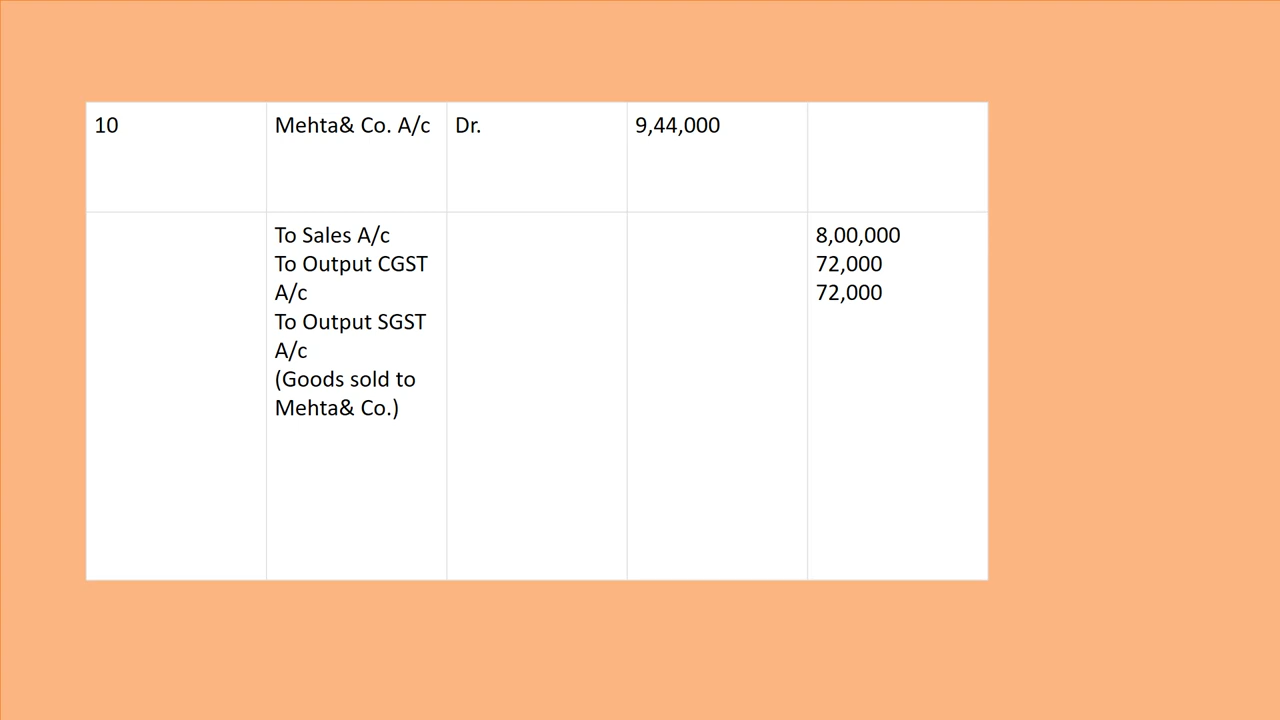 10 Mehta& Co. A/c Dr. 9,44,000
To Sales A/c 8,00,000
To Output CGST 72,000
A/c 72,000
To Output SGST
A/c
(Goods sold to
Mehta& Co.)